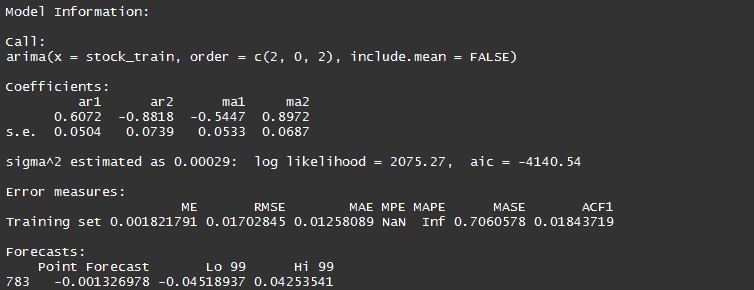 Model Information:
Call:
arima(x = stock_train, order = c(2, 0, 2), include.mean = FALSE)
Coefficients:
ar1 ar2 ma1 ma2
0.6072 -0.8818 -0.5447 0.8972
s.e. 0.0504 0.0739 0.0533 0.0687
sigma^2 estimated as 0.00029: log likelihood = 2075.27, aic = -4140.54
Error measures:
ME RMSE MAE MPE MAPE MASE ACF1
Training set 0.001821791 0.01702845 0.01258089 NaN Inf 0.7060578 0.01843719
Forecasts:
Point Forecast Lo 99 Hi 99
783 -0.001326978 -0.04518937 0.04253541